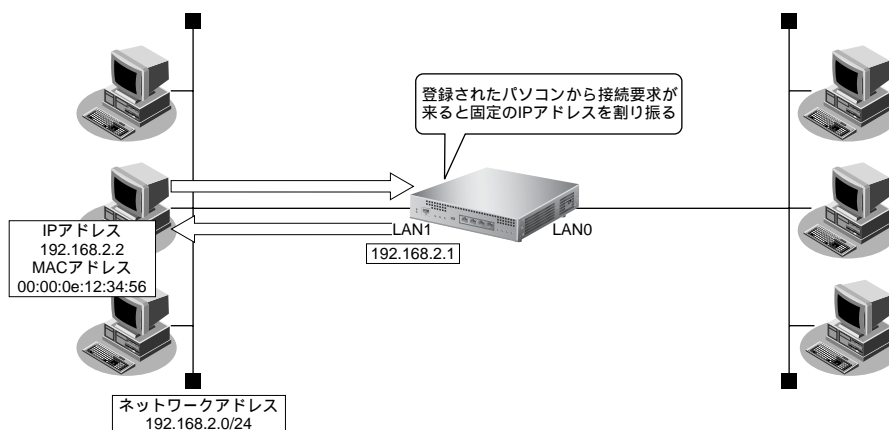 登録されたパソコンから接続要求が
来ると固定のIPアドレスを割り振る
IPアドレス
192.168.2.2
MACアドレス
00:00:0e:12:34:56
LAN1
192.168.2.1
LAN0
ネットワークアドレス
192.168.2.0/24